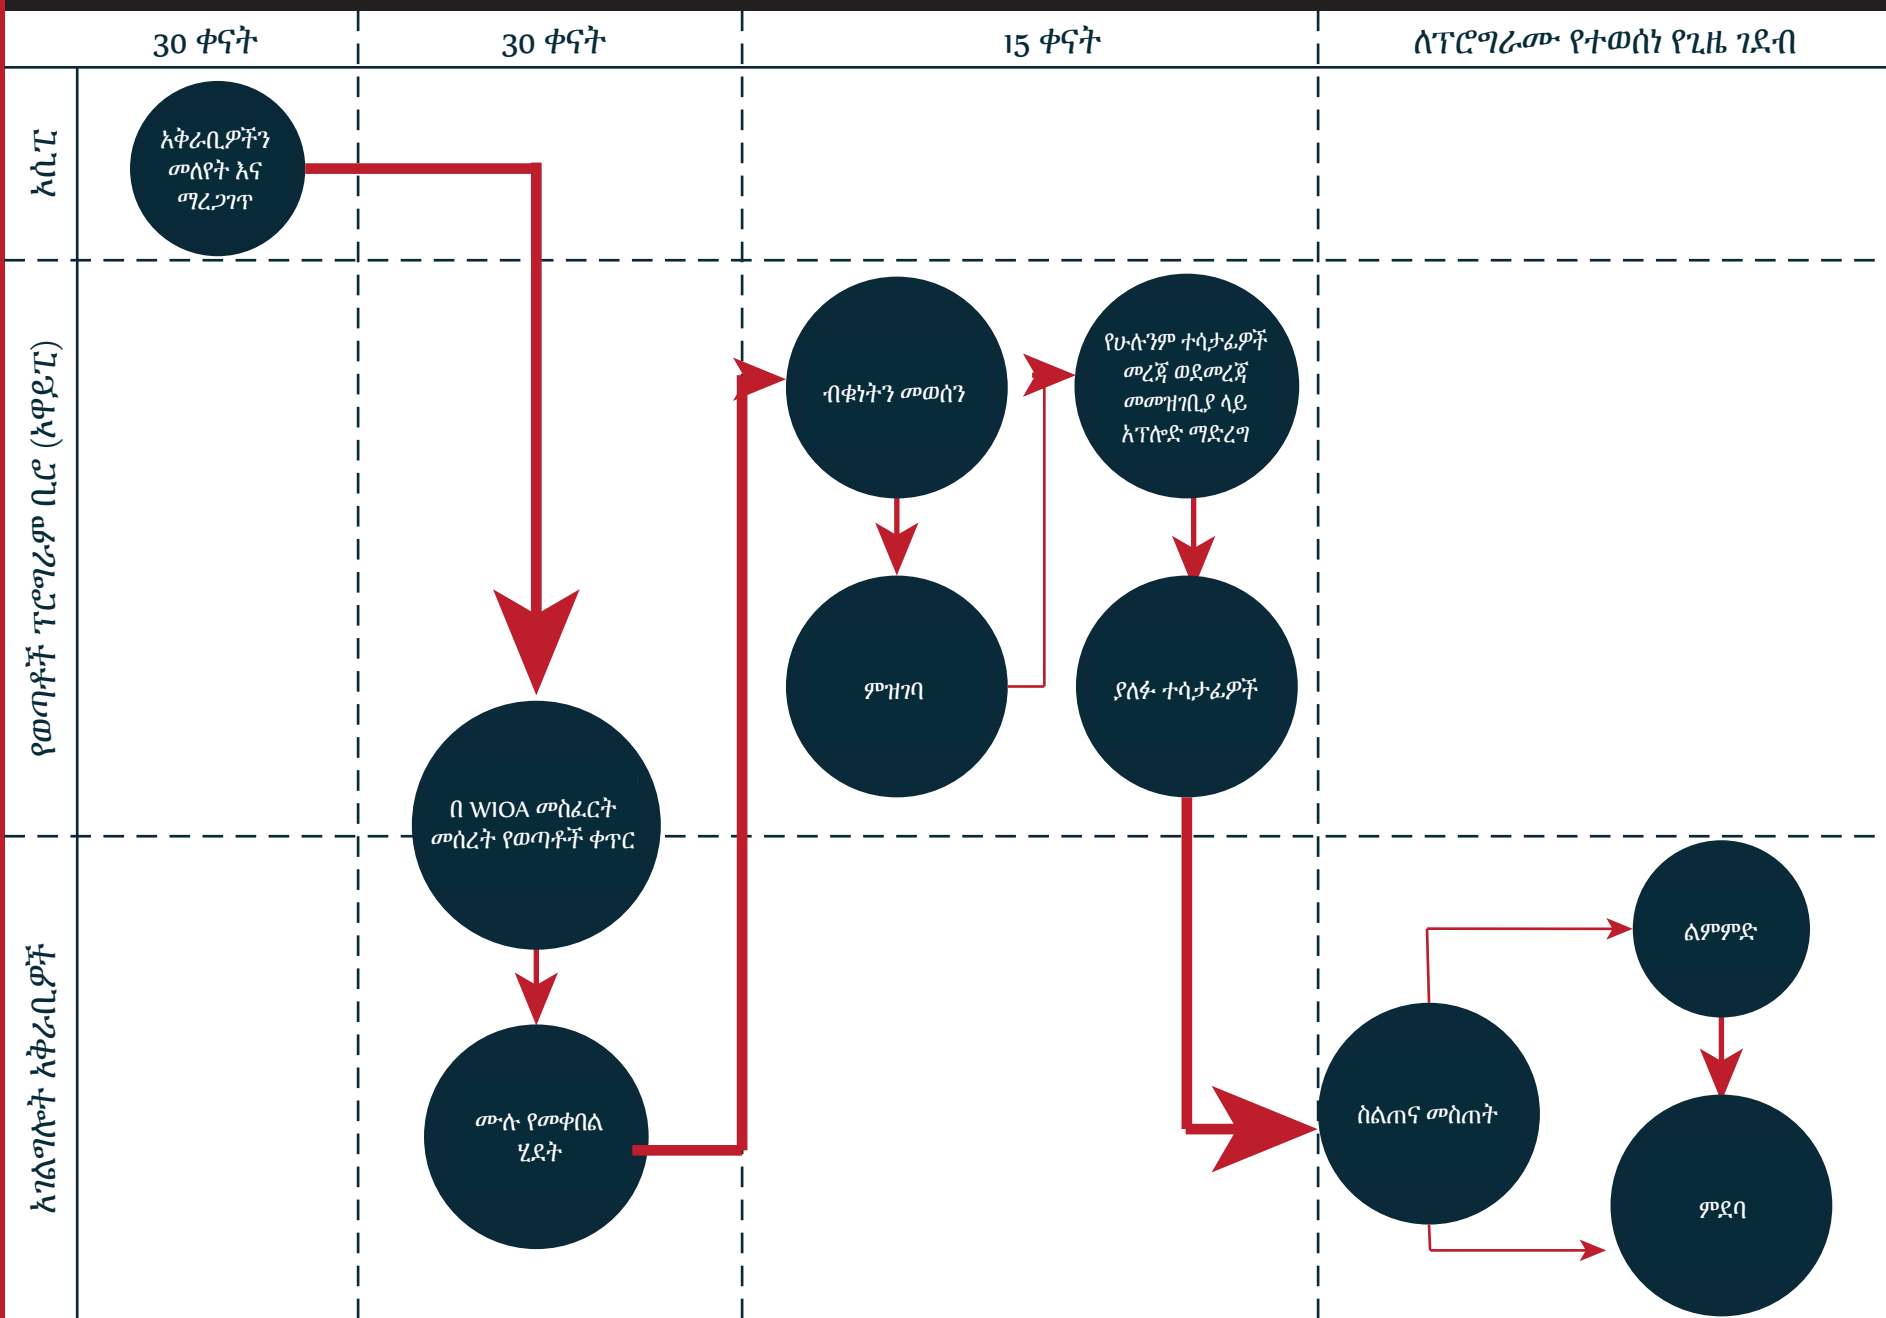 30 ቀናት
30 ቀናት
15 ቀናት
ለፕሮግራሙ የተወሰነ የጊዜ ገደብ
ኦሲፒ
አቅራቢዎችን
መለየት እና
ማረጋገጥ
የወጣቶች ፕሮግራም ቢሮ (ኦዋይፒ)
ብቁነትን መወሰን
የሁሉንም ተሳታፊዎች
መረጃ ወደመረጃ
መመዝገቢያ ላይ
አፕሎድ ማድረግ
ምዝገባ
ያለፉ ተሳታፊዎች
በ WIOA መስፈርት
መሰረት የወጣቶች ቀጥር
አገልግሎት አቅራቢዎች
ሙሉ የመቀበል
ሂደት
ልምምድ
ስልጠና መስጠት
ምደባ